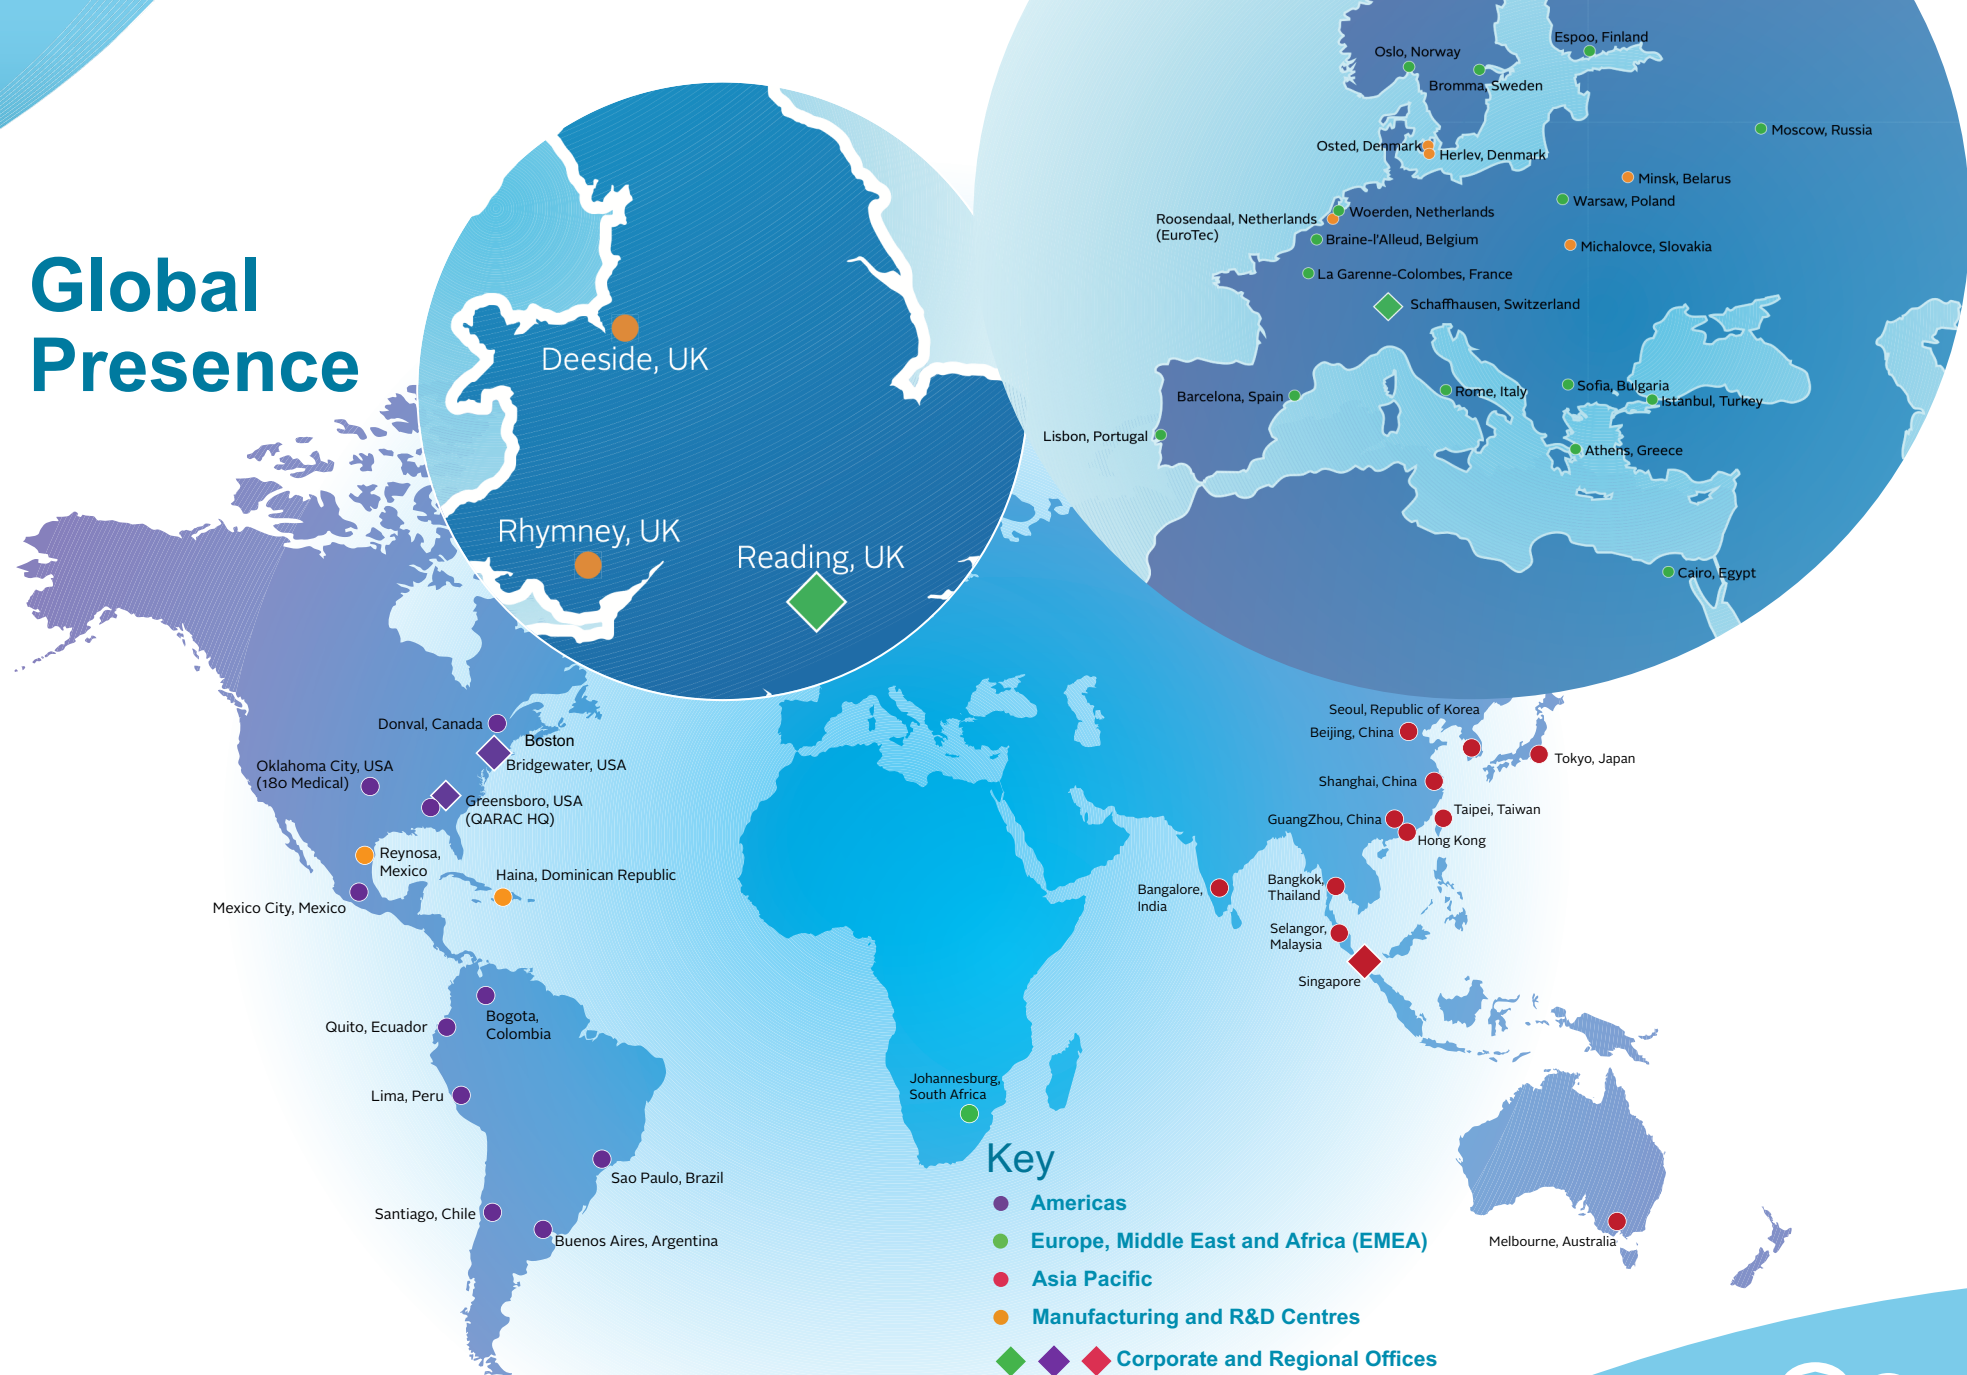 Global
Presence
Deeside, UK
Rhymney, UK
Reading, UK
Oslo, Norway
Espoo, Finland
Bromma, Sweden
Moscow, Russia
Osted, Denmark
Herlev, Denmark
Minsk, Belarus
Warsaw, Poland
Roosendaal, Netherlands
(EuroTec)
Woerden, Netherlands
Braine-l'Alleud, Belgium
Michalovce, Slovakia
La Garenne-Colombes, France
Schaffhausen, Switzerland
Barcelona, Spain
Rome, Italy
Sofia, Bulgaria
Istanbul, Turkey
Lisbon, Portugal
Athens, Greece
Cairo, Egypt
Donval, Canada
Boston
Bridgewater, USA
Oklahoma City, USA
(180 Medical)
Greensboro, USA
(QARAC HQ)
Reynosa,
Mexico
Haina, Dominican Republic
Mexico City, Mexico
Bogota,
Colombia
Quito, Ecuador
Lima, Peru
Sao Paulo, Brazil
Santiago, Chile
Buenos Aires, Argentina
Johannesburg,
South Africa
Seoul, Republic of Korea
Beijing, China
Tokyo, Japan
Shanghai, China
Taipei, Taiwan
GuangZhou, China
Hong Kong
Bangalore,
India
Bangkok,
Thailand
Selangor,
Malaysia
Singapore
Melbourne, Australia
Key
Americas
Europe, Middle East and Africa (EMEA)
Asia Pacific
Manufacturing and R&D Centres
Corporate and Regional Offices